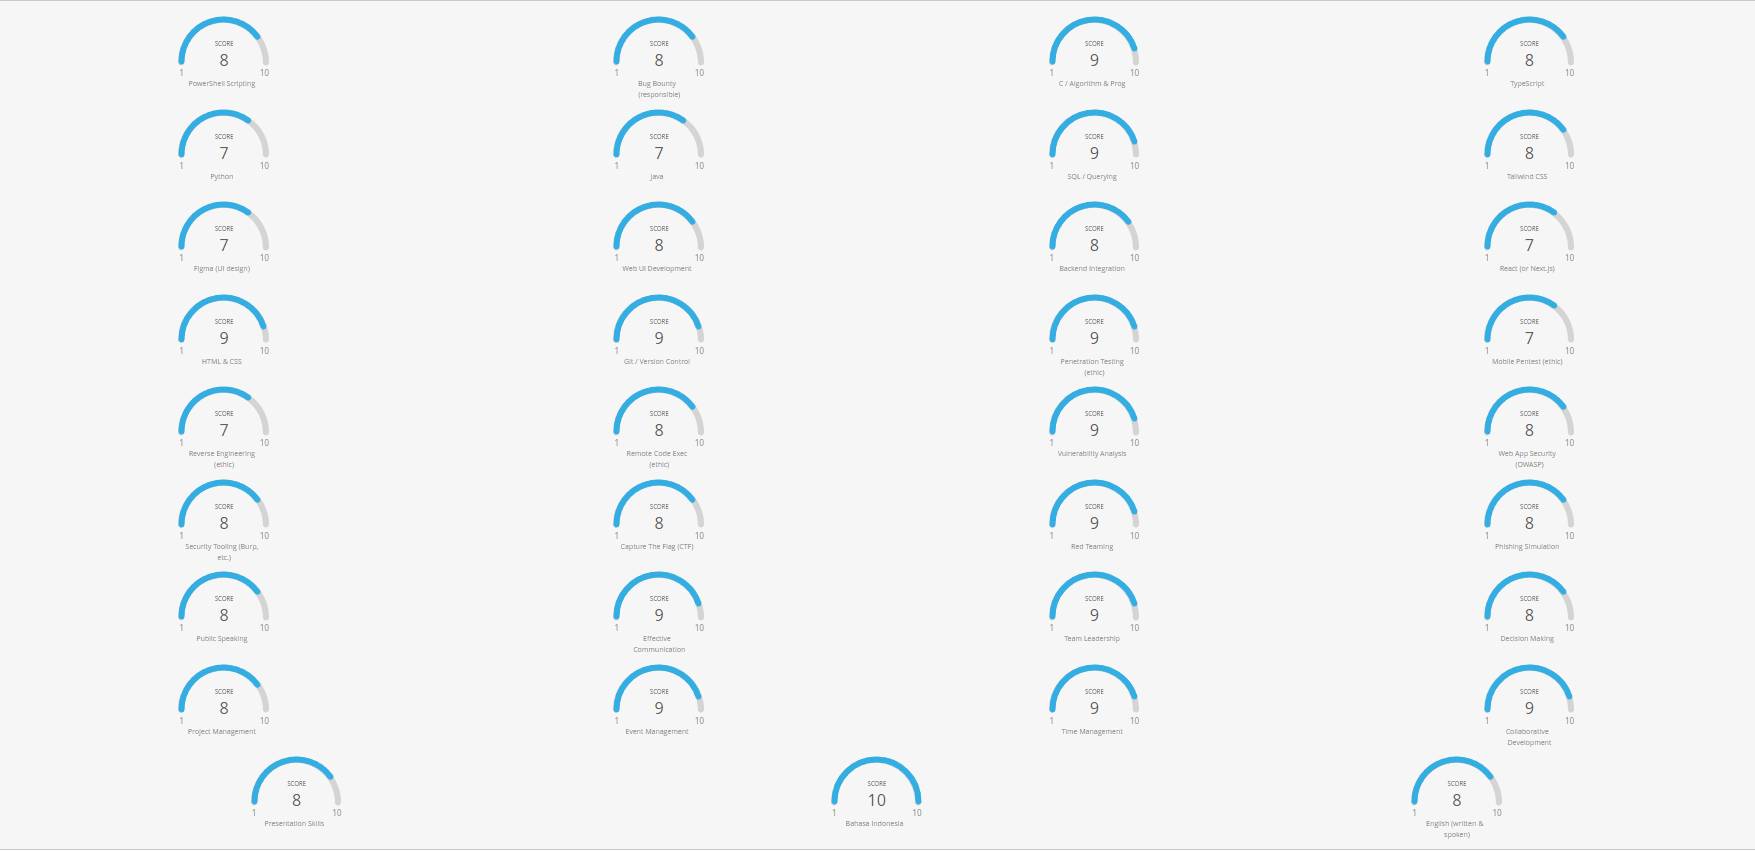 SCORE SCORE SCORE SCORE
8 8 9 8
1 10 1 10 1 10 1 10
PowerShell Scripting Bug Bounty C / Algorithm & Prog TypeScript
(responsible)
SCORE SCORE SCORE SCORE
7 7 9 8
1 10 1 10 1 10 1 10
Python Java SQL / Querying Tailwind CSS
SCORE SCORE SCORE SCORE
7 8 8 7
1 10 1 10 1 10 1 10
Figma (UI design) Web UI Development Backend Integration React (or Next.js)
SCORE SCORE SCORE SCORE
9 9 9 7
1 10 1 10 1 10 1 10
HTML & CSS Git / Version Control Penetration Testing Mobile Pentest (ethic)
(ethic)
SCORE SCORE SCORE SCORE
7 8 9 8
1 10 1 10 1 10 1 10
Reverse Engineering Remote Code Exec Vulnerability Analysis Web App Security
(ethic) (ethic) (OWASP)
SCORE SCORE SCORE SCORE
8 8 9 8
1 10 1 10 1 10 1 10
Security Tooling (Burp, Capture The Flag (CTF) Red Teaming Phishing Simulation
etc.)
SCORE SCORE SCORE SCORE
8 9 9 8
1 10 1 10 1 10 1 10
Public Speaking Effective Team Leadership Decision Making
Communication
SCORE SCORE SCORE SCORE
8 9 9 9
1 10 1 10 1 10 1 10
Project Management Event Management Time Management Collaborative
Development
SCORE SCORE SCORE
8 10 8
1 10 1 10 1 10
Presentation Skills Bahasa Indonesia English (written &
spoken)